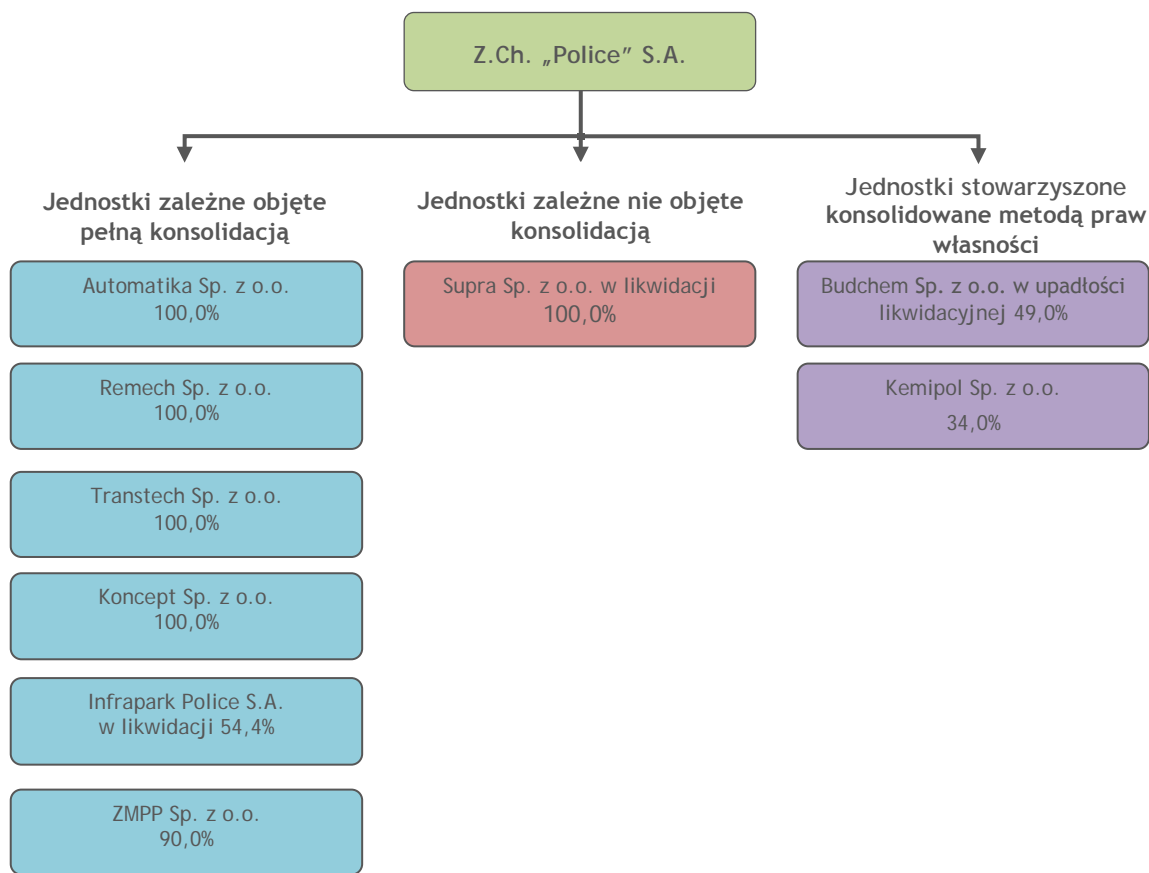 Z.Ch. „Police” S.A.
Jednostki zależne objęte
pełną konsolidacją
Automatika Sp. z o.o.
100,0%
Remech Sp. z o.o.
100,0%
Transtech Sp. z o.o.
100,0%
Koncept Sp. z o.o.
100,0%
Infrapark Police S.A.
w likwidacji 54,4%
ZMPP Sp. z o.o.
90,0%
Jednostki zależne nie objęte
konsolidacją
Supra Sp. z o.o. w likwidacji
100,0%
Jednostki stowarzyszone
konsolidowane metodą praw
własności
Budchem Sp. z o.o. w upadłości
likwidacyjnej 49,0%
Kemipol Sp. z o.o.
34,0%